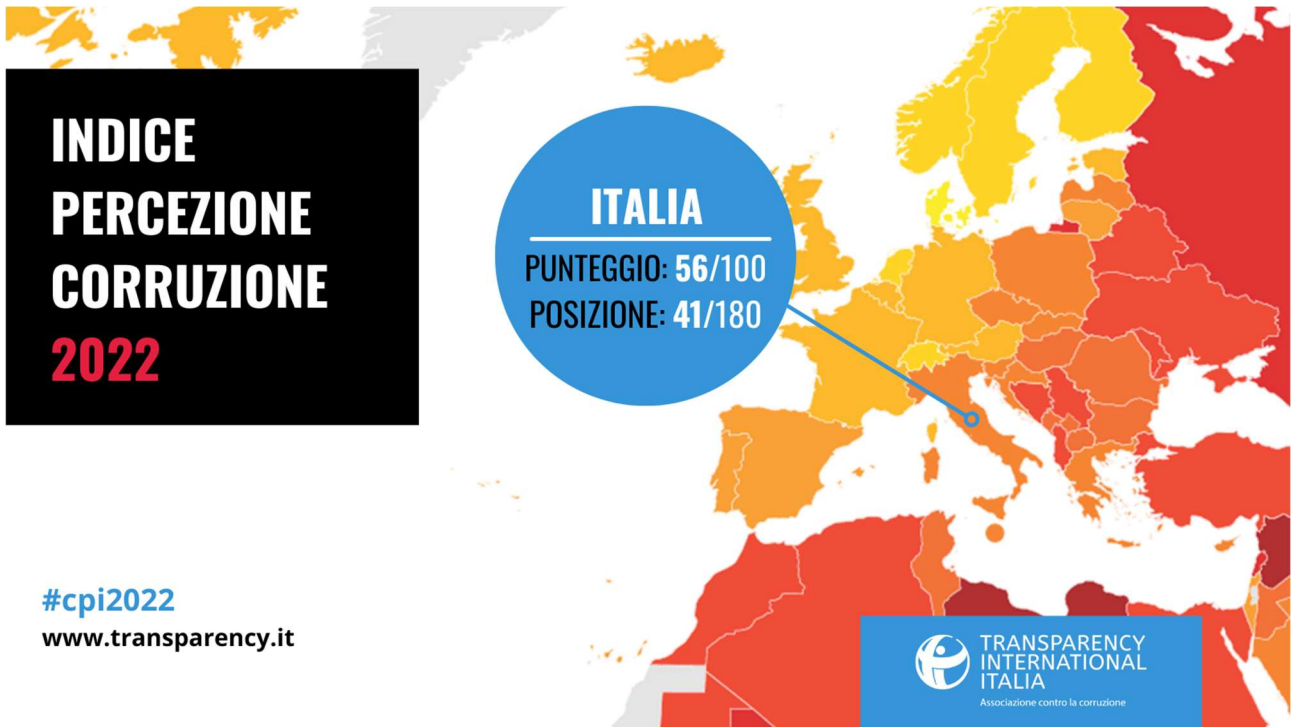 INDICE
PERCEZIONE
CORRUZIONE
2022
ITALIA
PUNTEGGIO: 56/100
POSIZIONE: 41/180
#cpi2022
www.transparency.it
TRANSPARENCY
INTERNATIONAL
ITALIA
Associazione contro la corruzione